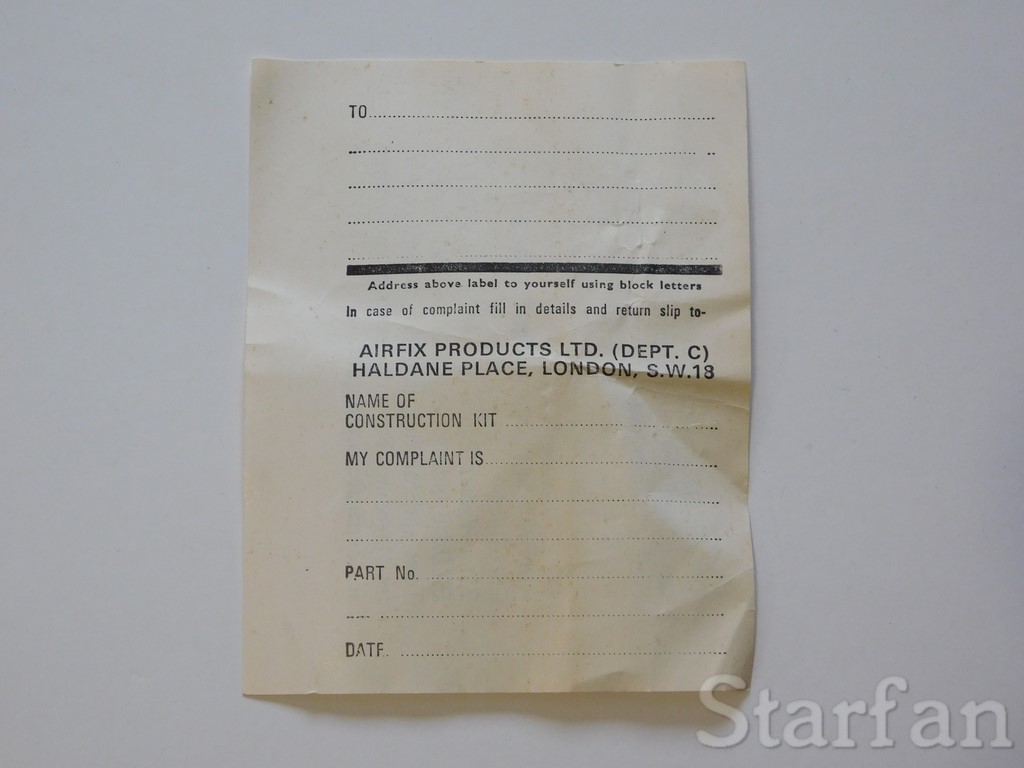 TO
Address above label to yourself using block letters
In case of complaint fill in details and return slip to-
AIRFIX PRODUCTS LTD. (DEPT. C)
HALDANE PLACE, LONDON, S.W.18
NAME OF
CONSTRUCTION KIT
MY COMPLAINT IS
PART No.
DATE
Starfan